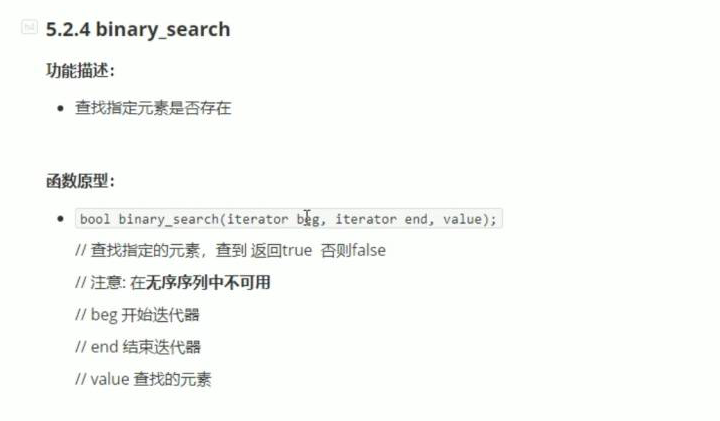 5.2.4 binary_search
功能描述：
查找指定元素是否存在
函数原型：
bool binary_search(iterator beg, iterator end, value);
// 查找指定的元素，查到 返回true 否则false
// 注意: 在无序序列中不可用
// beg 开始迭代器
// end 结束迭代器
// value 查找的元素